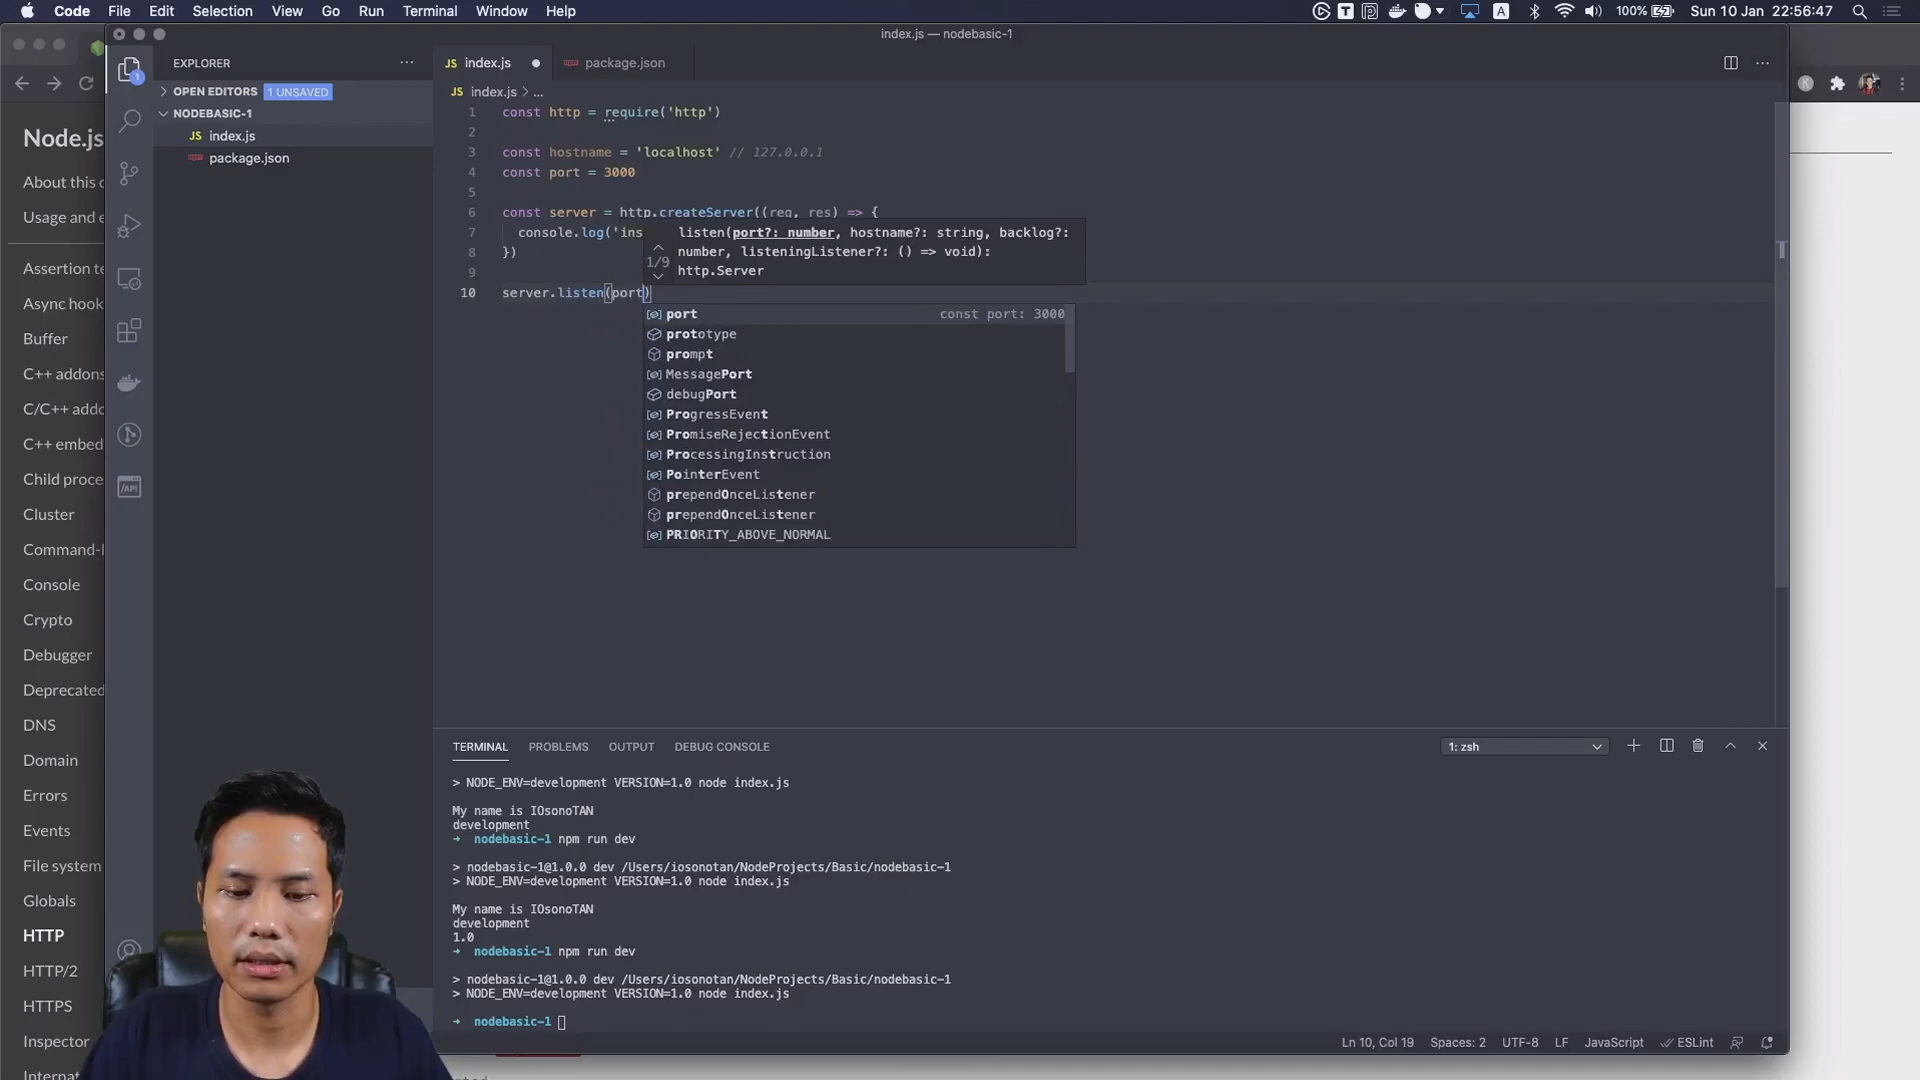 Code File Edit Selection View Go Run Terminal Window Help
100% Sun 10 Jan 22:56:47
index.js — nodebasic-1
Node.js
About this
Usage and
Assertion
Async hook
Buffer
C++ addons
C/C++
C++
Child
Cluster
Console
Crypto
Debugger
Deprecated
DNS
Domain
Errors
Events
File system
Globals
HTTP
HTTP/2
HTTPS
Inspector
EXPLORER
OPEN EDITORS 1 UNSAVED
NODEBASIC-1
JS index.js
package.json
JS index.js
package.json
JS index.js > ...
1 const http = require('http')
2
3 const hostname = 'localhost' // 127.0.0.1
4 const port = 3000
5
6 const server = http.createServer((req, res) => {
7 console.log('ins
8 })
9
10 server.listen(port)
1/9
listen(port?: number, hostname?: string, backlog?:
number, listeningListener?: () => void):
http.Server
port const port: 3000
prototype
prompt
MessagePort
debugPort
ProgressEvent
PromiseRejectionEvent
ProcessingInstruction
PointerEvent
prependOnceListener
prependOnceListener
PRIORITY_ABOVE_NORMAL
TERMINAL PROBLEMS OUTPUT DEBUG CONSOLE
1: zsh
> NODE_ENV=development VERSION=1.0 node index.js
My name is IOsonoTAN
development
→ nodebasic-1 npm run dev
> nodebasic-1@1.0.0 dev /Users/iosonotan/NodeProjects/Basic/nodebasic-1
> NODE_ENV=development VERSION=1.0 node index.js
My name is IOsonoTAN
development
1.0
→ nodebasic-1 npm run dev
> nodebasic-1@1.0.0 dev /Users/iosonotan/NodeProjects/Basic/nodebasic-1
> NODE_ENV=development VERSION=1.0 node index.js
→ nodebasic-1
Ln 10, Col 19 Spaces: 2 UTF-8 LF JavaScript ESLint